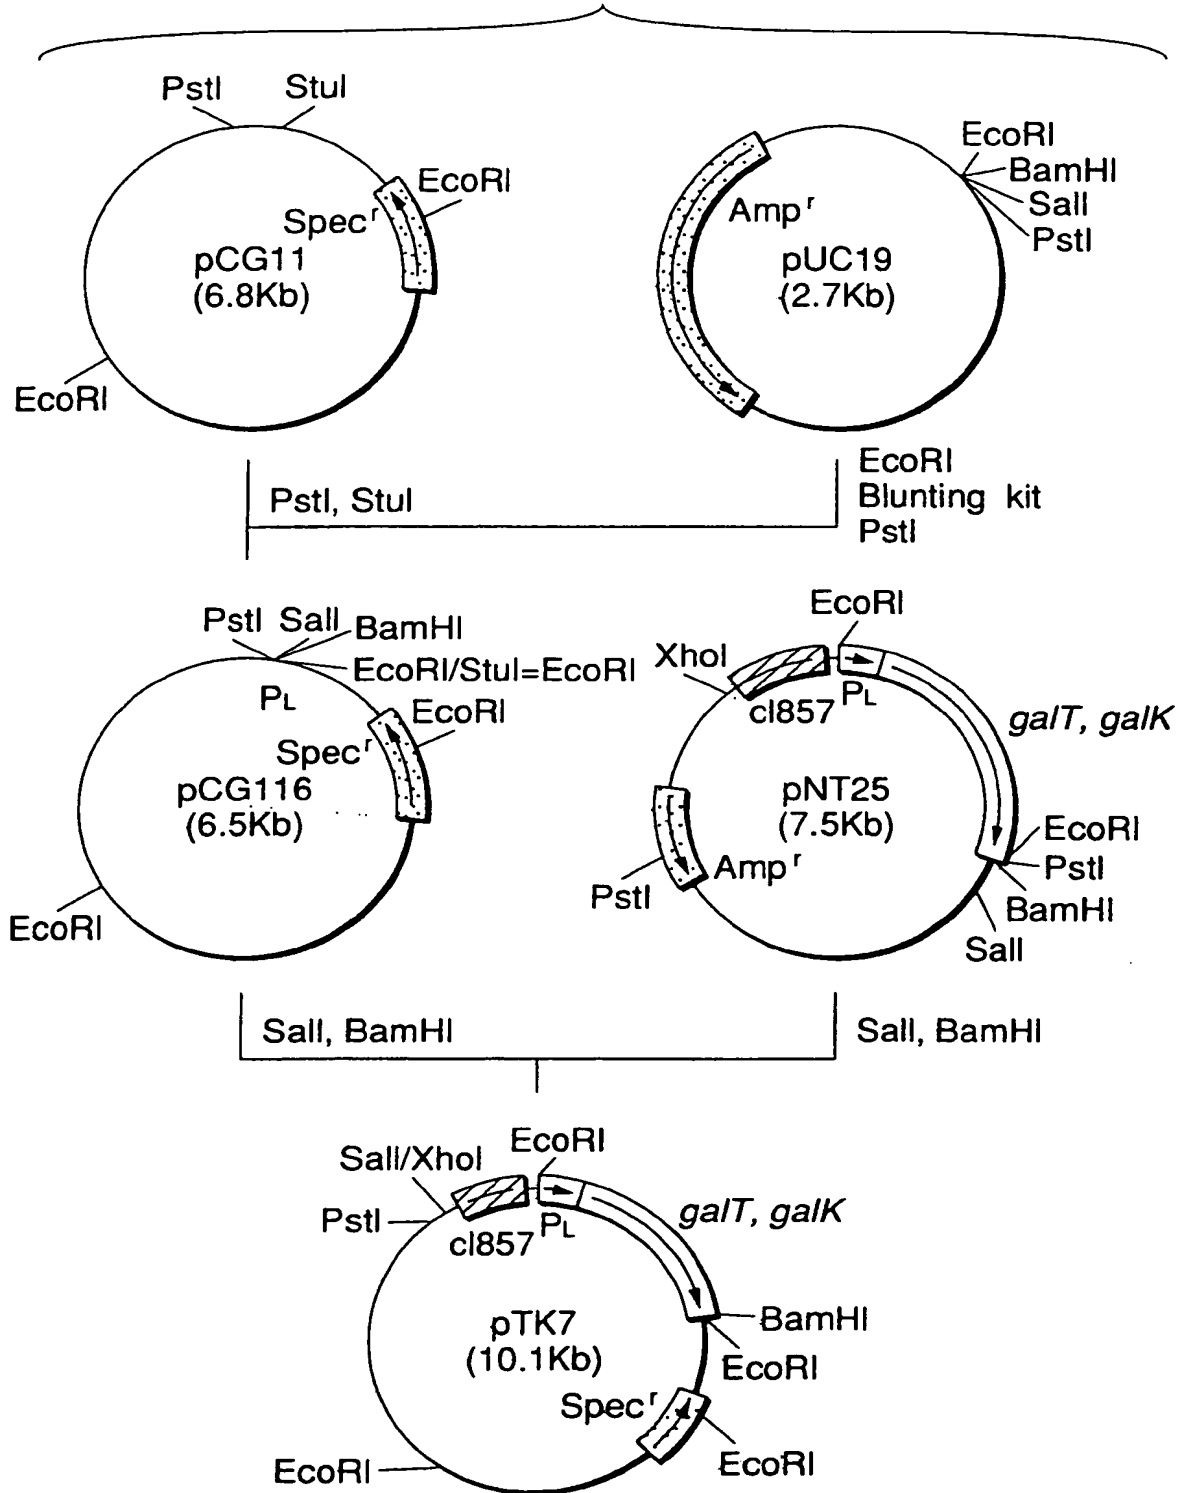 PstI
StuI
EcoRI
Spec r
pCG11
(6.8Kb)
EcoRI
EcoRI
BamHI
SalI
PstI
Amp r
pUC19
(2.7Kb)
PstI, StuI
EcoRI
Blunting kit
PstI
PstI SalI BamHI
EcoRI/StuI=EcoRI
PL
EcoRI
Spec r
pCG116
(6.5Kb)
EcoRI
EcoRI
XhoI
cI857
PL
galT, galK
pNT25
(7.5Kb)
EcoRI
PstI
BamHI
SalI
Amp r
PstI
SalI, BamHI
SalI, BamHI
EcoRI
SalI/XhoI
PstI
cI857
PL
galT, galK
pTK7
(10.1Kb)
BamHI
EcoRI
Spec r
EcoRI
EcoRI